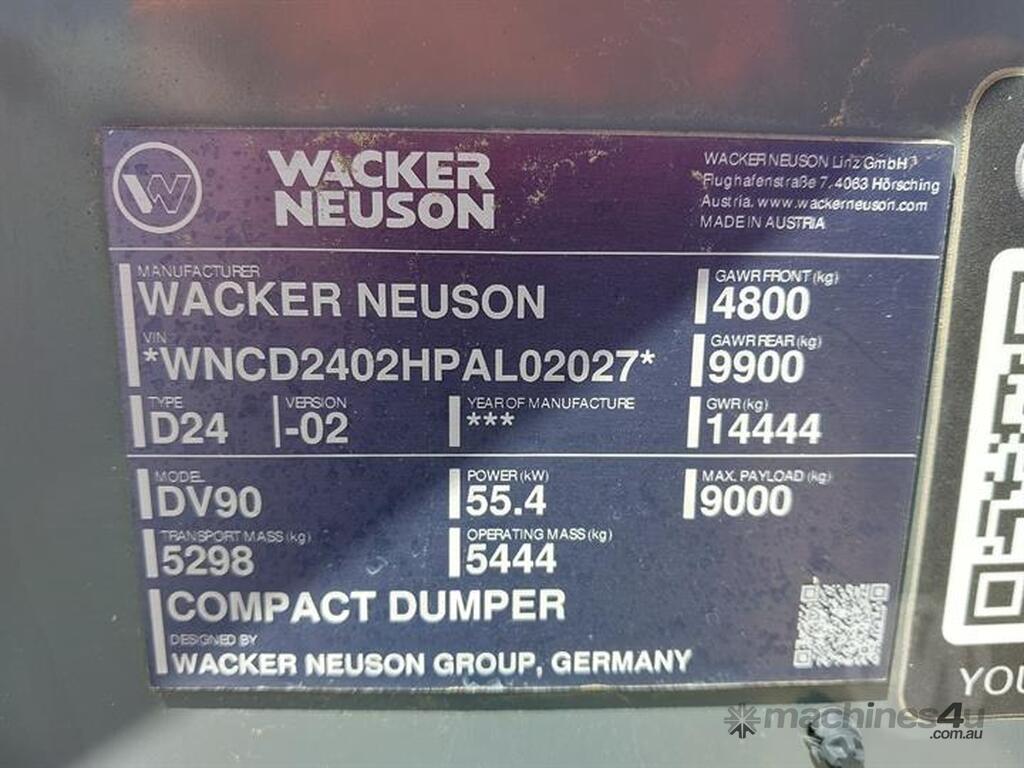 W
WACKER
NEUSON
WACKER NEUSON Linz GmbH
Flughafenstraße 7, 4063 Hörsching
Austria. www.wackerneuson.com
MADE IN AUSTRIA
MANUFACTURER
WACKER NEUSON
GAWR FRONT (kg)
4800
VIN
*WNCD2402HPAL02027*
GAWR REAR (kg)
9900
TYPE
D24
VERSION
-02
YEAR OF MANUFACTURE
***
GWR (kg)
14444
MODEL
DV90
POWER (kW)
55.4
MAX. PAYLOAD (kg)
9000
TRANSPORT MASS (kg)
5298
OPERATING MASS (kg)
5444
COMPACT DUMPER
DESIGNED BY
WACKER NEUSON GROUP, GERMANY
YOU
machines4u
.com.au